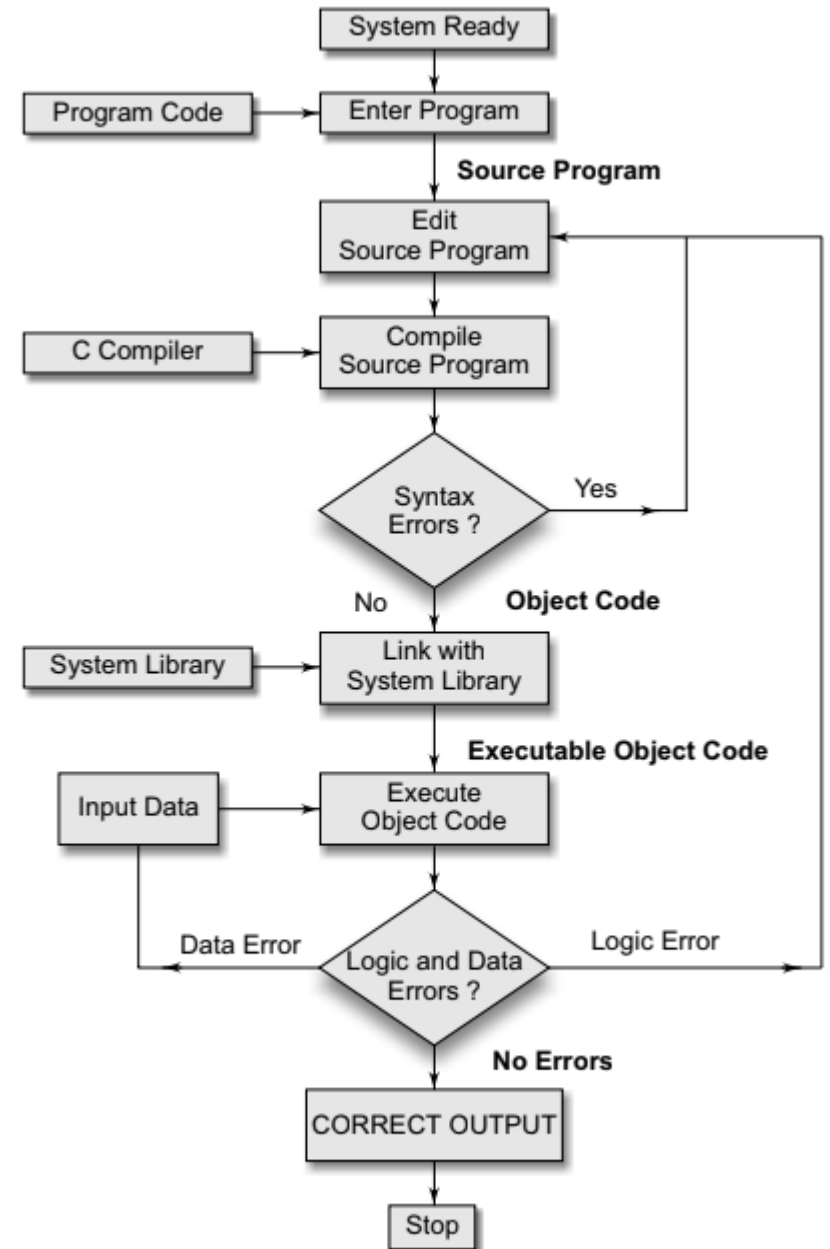 System Ready
Program Code
Enter Program
Source Program
Edit
Source Program
C Compiler
Compile
Source Program
Syntax
Errors ?
Yes
No
Object Code
System Library
Link with
System Library
Executable Object Code
Input Data
Execute
Object Code
Data Error
Logic and Data
Errors ?
Logic Error
No Errors
CORRECT OUTPUT
Stop